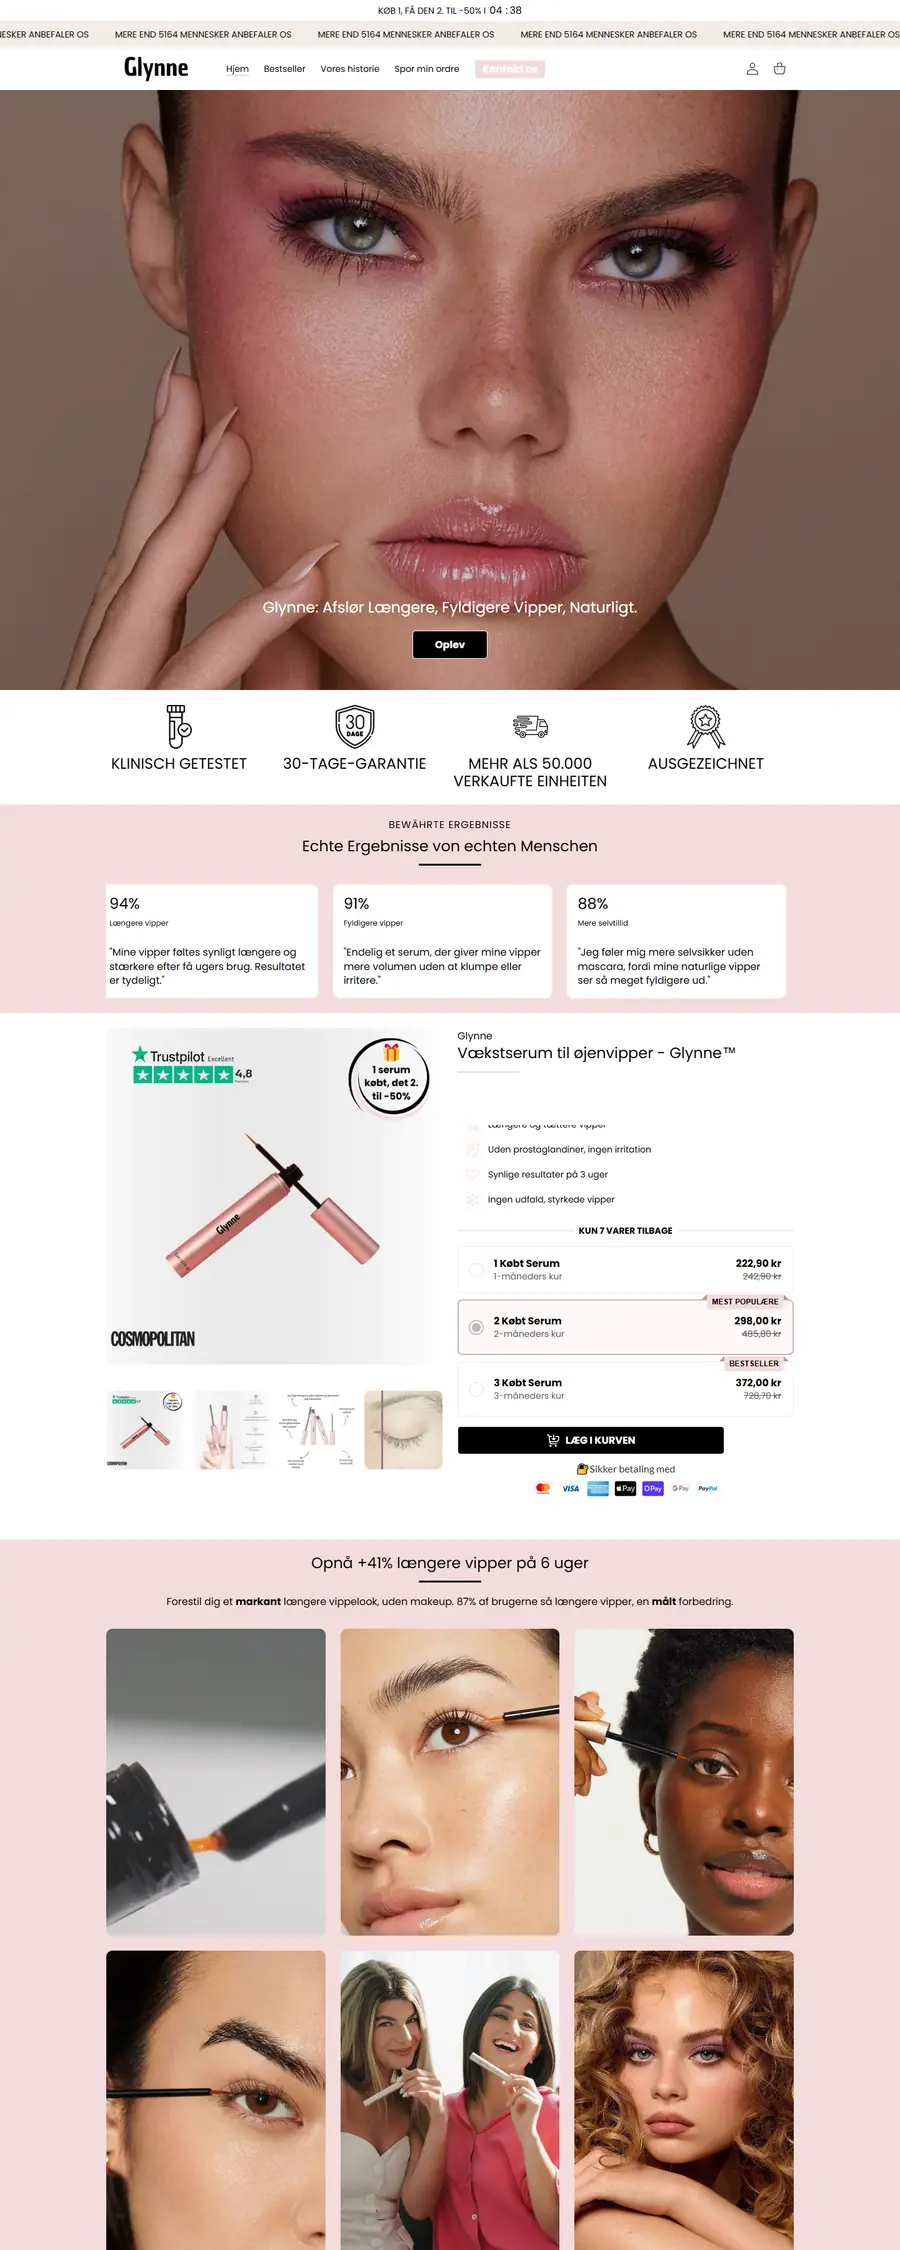 KØB 1, FÅ DEN 2. TIL -50% I 04 : 38
NESKER ANBEFALER OS MERE END 5164 MENNESKER ANBEFALER OS MERE END 5164 MENNESKER ANBEFALER OS MERE END 5164 MENNESKER ANBEFALER OS MERE END 5164 MENNESKER ANBEFALER OS
Glynne
Hjem Bestseller Vores historie Spor min ordre Kontakt os
Glynne: Afslør Længere, Fyldigere Vipper, Naturligt.
Oplev
30
DAGE
KLINISCH GETESTET
30-TAGE-GARANTIE
MEHR ALS 50.000
VERKAUFTE EINHEITEN
AUSGEZEICHNET
BEWÄHRTE ERGEBNISSE
Echte Ergebnisse von echten Menschen
94%
Længere vipper
"Mine vipper føltes synligt længere og
stærkere efter få ugers brug. Resultatet
er tydeligt."
91%
Fyldigere vipper
"Endelig et serum, der giver mine vipper
mere volumen uden at klumpe eller
irritere."
88%
Mere selvtillid
"Jeg føler mig mere selvsikker uden
mascara, fordi mine naturlige vipper
ser så meget fyldigere ud."
Trustpilot Excellent
4,8
1 serum
købt, det 2.
til -50%
Glynne
COSMOPOLITAN
Glynne
Vækstserum til øjenvipper - Glynne™
Længere og tættere vipper
Uden prostaglandiner, ingen irritation
Synlige resultater på 3 uger
Ingen udfald, styrkede vipper
KUN 7 VARER TILBAGE
1 Købt Serum 222,90 kr
1-måneders kur 242,90 kr
MEST POPULÆRE
2 Købt Serum 298,00 kr
2-måneders kur 485,80 kr
BESTSELLER
3 Købt Serum 372,00 kr
3-måneders kur 728,70 kr
LÆG I KURVEN
Sikker betaling med
VISA Pay Pay G Pay PayPal
Opnå +41% længere vipper på 6 uger
Forestil dig et markant længere vippelook, uden makeup. 87% af brugerne så længere vipper, en målt forbedring.